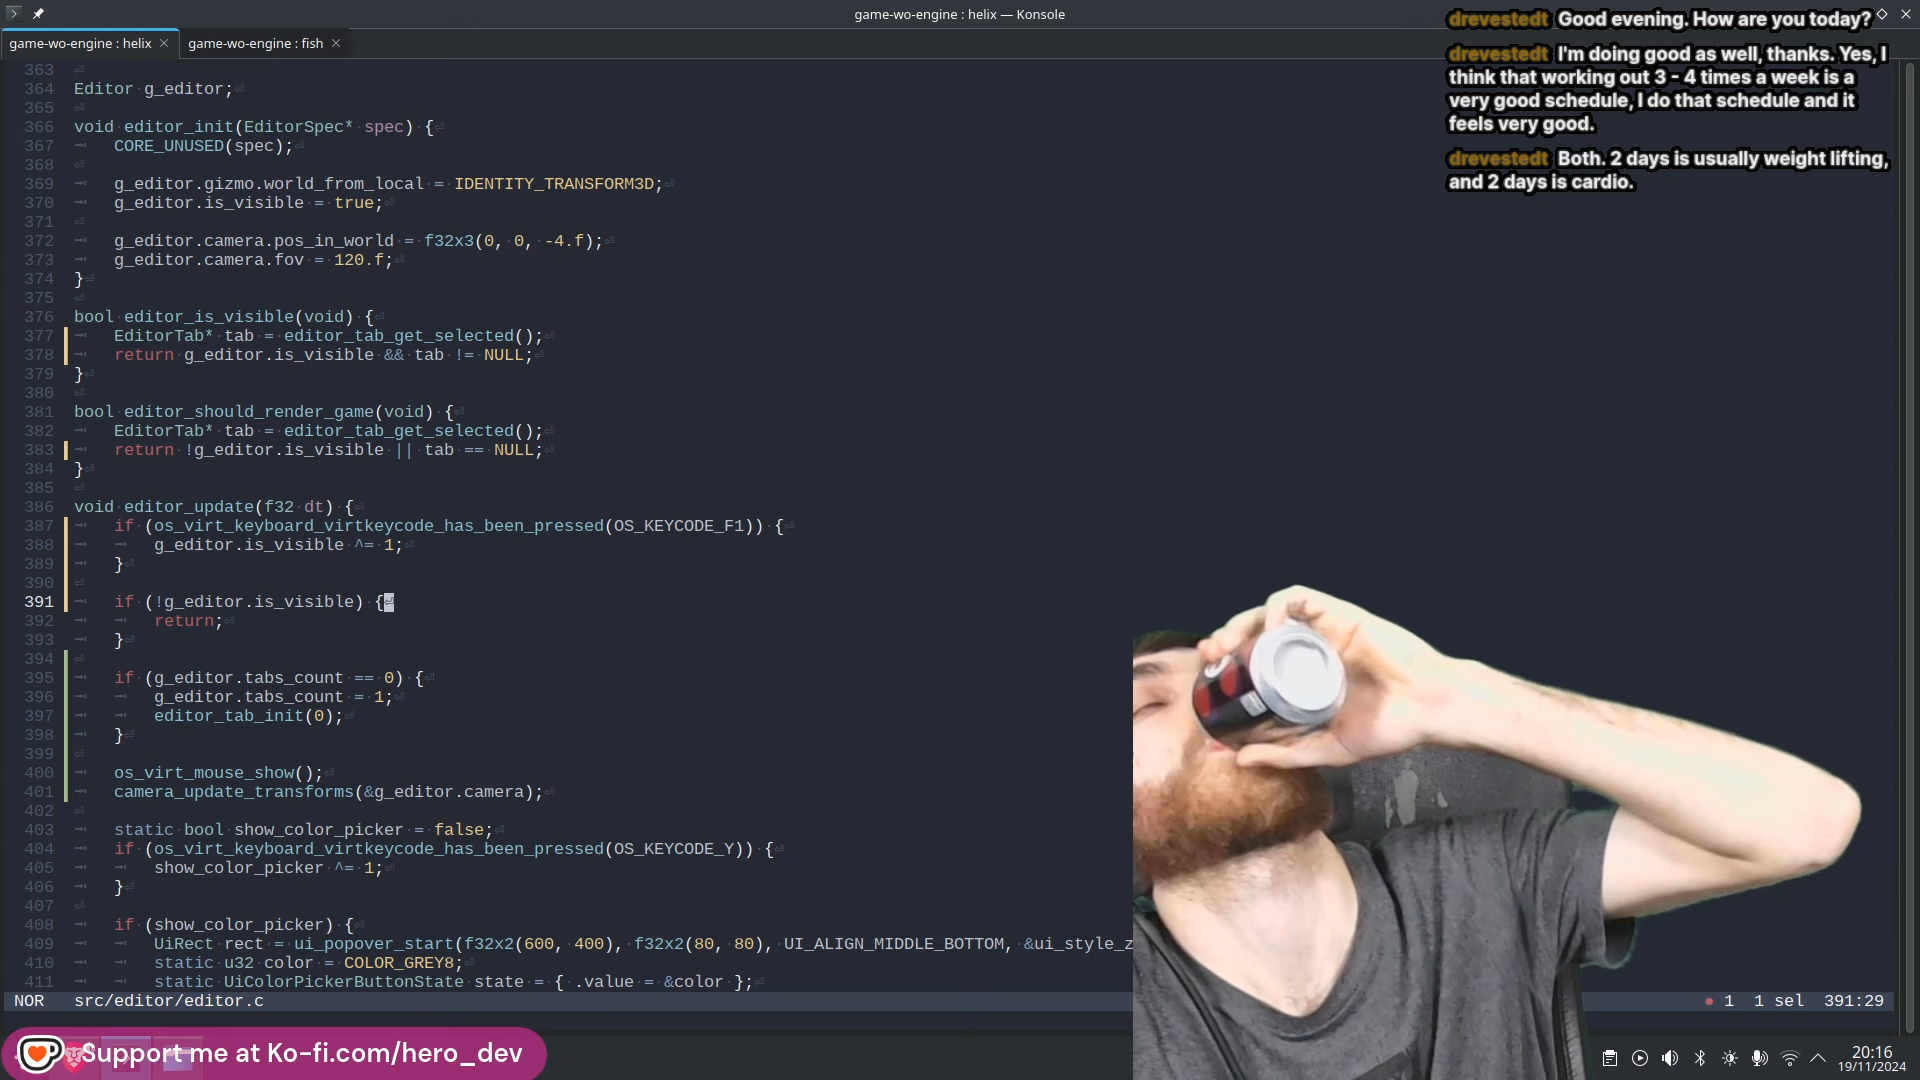 game-wo-engine : helix — Konsole
game-wo-engine : helix
game-wo-engine : fish
363
364 Editor g_editor;
365
366 void editor_init(EditorSpec* spec) {
367 CORE_UNUSED(spec);
368
369 g_editor.gizmo.world_from_local = IDENTITY_TRANSFORM3D;
370 g_editor.is_visible = true;
371
372 g_editor.camera.pos_in_world = f32x3(0, 0, -4.f);
373 g_editor.camera.fov = 120.f;
374 }
375
376 bool editor_is_visible(void) {
377 EditorTab* tab = editor_tab_get_selected();
378 return g_editor.is_visible && tab != NULL;
379 }
380
381 bool editor_should_render_game(void) {
382 EditorTab* tab = editor_tab_get_selected();
383 return !g_editor.is_visible || tab == NULL;
384 }
385
386 void editor_update(f32 dt) {
387 if (os_virt_keyboard_virtkeycode_has_been_pressed(OS_KEYCODE_F1)) {
388 g_editor.is_visible ^= 1;
389 }
390
391 if (!g_editor.is_visible) {
392 return;
393 }
394
395 if (g_editor.tabs_count == 0) {
396 g_editor.tabs_count = 1;
397 editor_tab_init(0);
398 }
399
400 os_virt_mouse_show();
401 camera_update_transforms(&g_editor.camera);
402
403 static bool show_color_picker = false;
404 if (os_virt_keyboard_virtkeycode_has_been_pressed(OS_KEYCODE_Y)) {
405 show_color_picker ^= 1;
406 }
407
408 if (show_color_picker) {
409 UiRect rect = ui_popover_start(f32x2(600, 400), f32x2(80, 80), UI_ALIGN_MIDDLE_BOTTOM, &ui_style_z
410 static u32 color = COLOR_GREY8;
411 static UiColorPickerButtonState state = { .value = &color };
NOR src/editor/editor.c
1 1 sel 391:29
drevestedt Good evening. How are you today?
drevestedt I'm doing good as well, thanks. Yes, I
think that working out 3 - 4 times a week is a
very good schedule, I do that schedule and it
feels very good.
drevestedt Both. 2 days is usually weight lifting,
and 2 days is cardio.
Support me at Ko-fi.com/hero_dev
20:16
19/11/2024